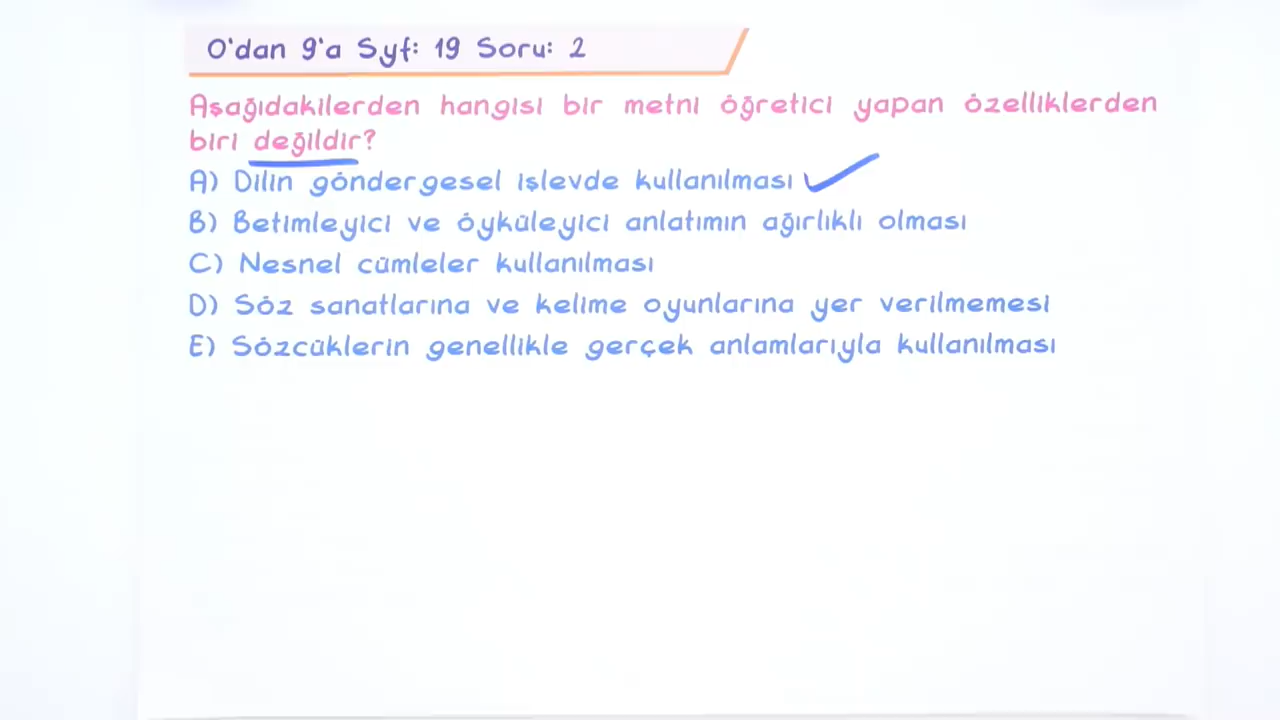 0'dan 9'a Syf: 19 Soru: 2
Aşağıdakilerden hangisi bir metni öğretici yapan özelliklerden
biri değildir?
A) Dilin göndergesel işlevde kullanılması
B) Betimleyici ve öyküleyici anlatımın ağırlıklı olması
C) Nesnel cümleler kullanılması
D) Söz sanatlarına ve kelime oyunlarına yer verilmemesi
E) Sözcüklerin genellikle gerçek anlamlarıyla kullanılması